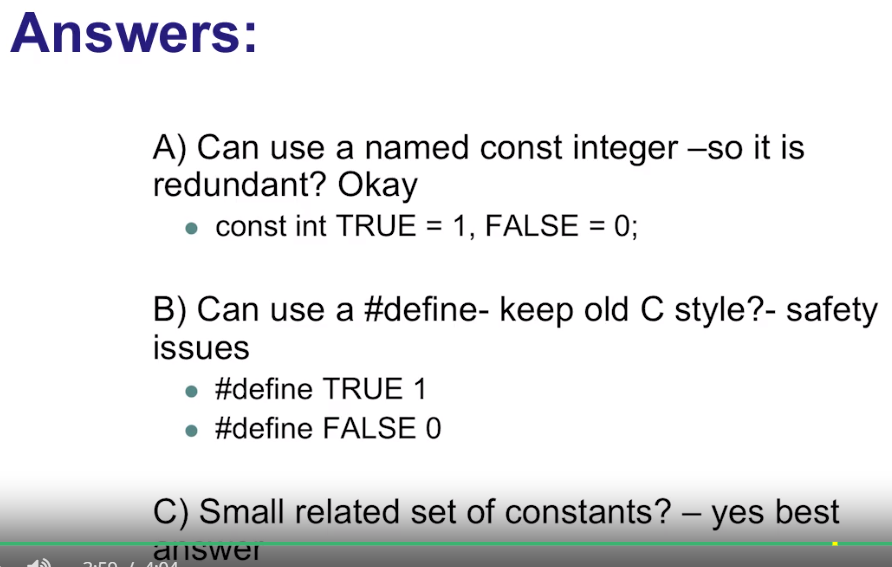 Answers:
A) Can use a named const integer –so it is
redundant? Okay
const int TRUE = 1, FALSE = 0;
B) Can use a #define- keep old C style?- safety
issues
#define TRUE 1
#define FALSE 0
C) Small related set of constants? – yes best
answer